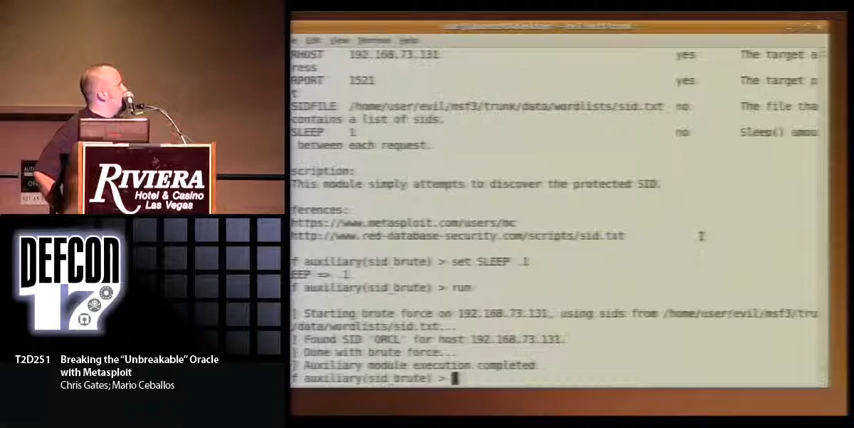 RHOST 192.168.73.131 yes The target a
ress
RPORT 1521 yes The target p
t
SIDFILE /home/user/evil/msf3/trunk/data/wordlists/sid.txt no The file tha
contains a list of sids.
SLEEP 1 no Sleep() amou
between each request.
scription:
This module simply attempts to discover the protected SID.
ferences:
https://www.metasploit.com/users/mc
http://www.red-database-security.com/scripts/sid.txt
f auxiliary(sid_brute) > set SLEEP .1
EEP => .1
f auxiliary(sid_brute) > run
] Starting brute force on 192.168.73.131, using sids from /home/user/evil/msf3/tru
/data/wordlists/sid.txt...
] Found SID 'ORCL' for host 192.168.73.131.
] Done with brute force...
] Auxiliary module execution completed
f auxiliary(sid_brute) >
RIVIERA
Hotel & Casino
Las Vegas
DEFCON
17
T2D2S1 Breaking the “Unbreakable” Oracle
with Metasploit
Chris Gates; Mario Ceballos